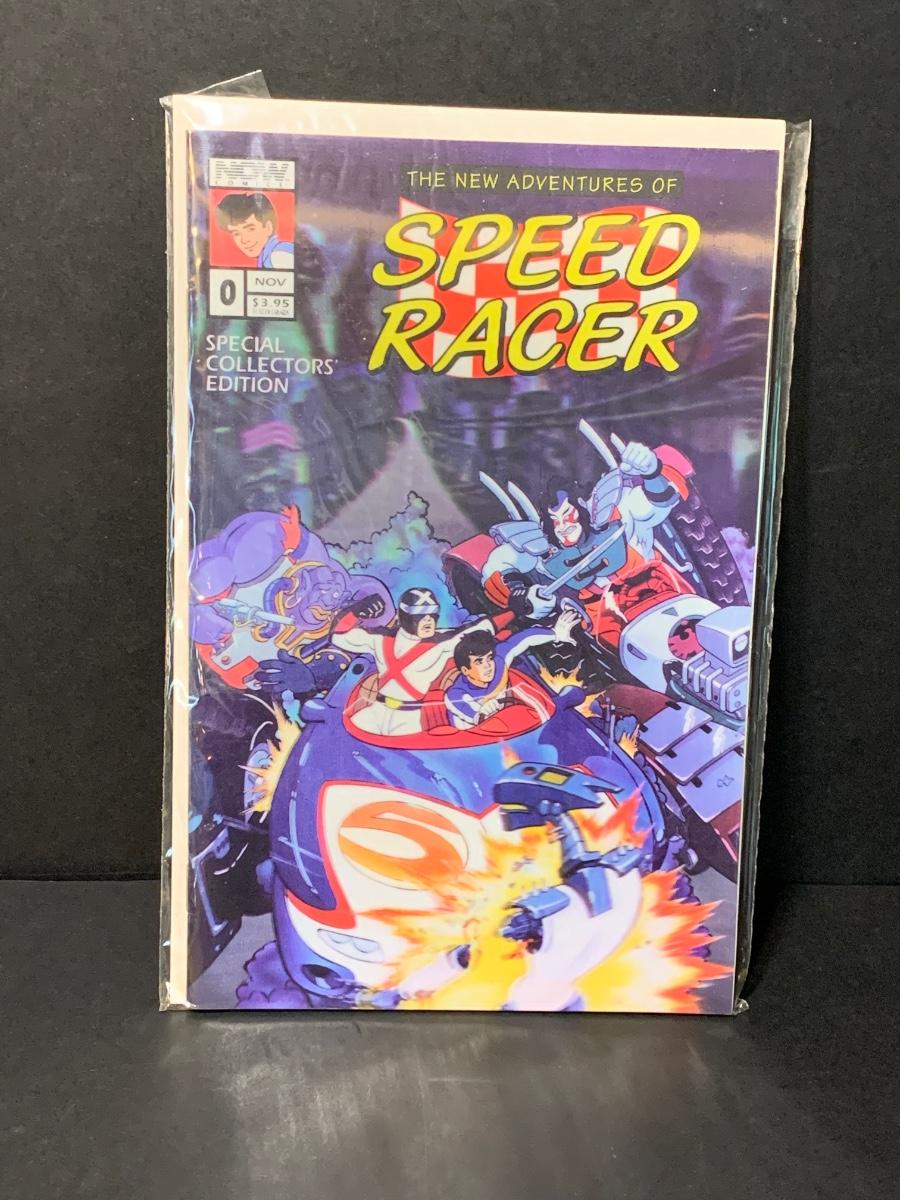 NOW
COMICS
0
NOV
$3.95
SPECIAL
COLLECTORS'
EDITION
THE NEW ADVENTURES OF
SPEED
RACER
X
S